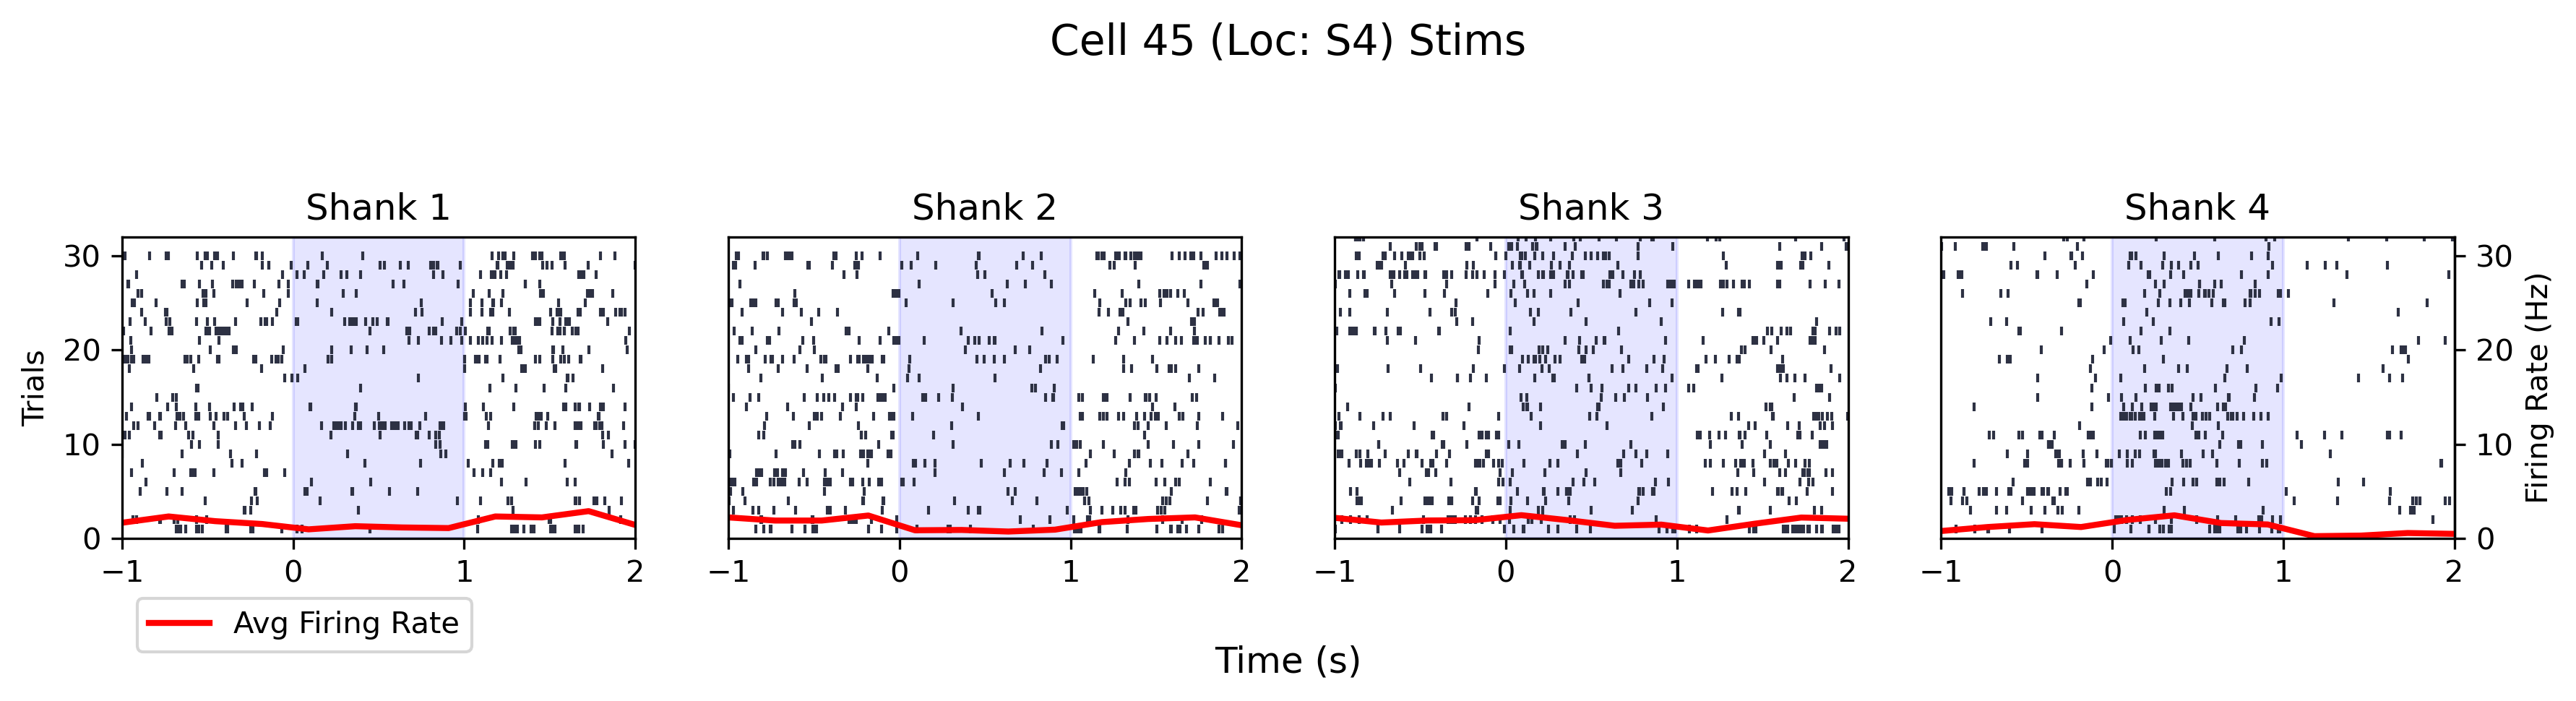 Cell 45 (Loc: S4) Stims
Shank 1
Shank 2
Shank 3
Shank 4
Trials
30
20
10
0
−1 0 1 2
−1 0 1 2
−1 0 1 2
−1 0 1 2
30
20
10
0
Firing Rate (Hz)
Avg Firing Rate
Time (s)